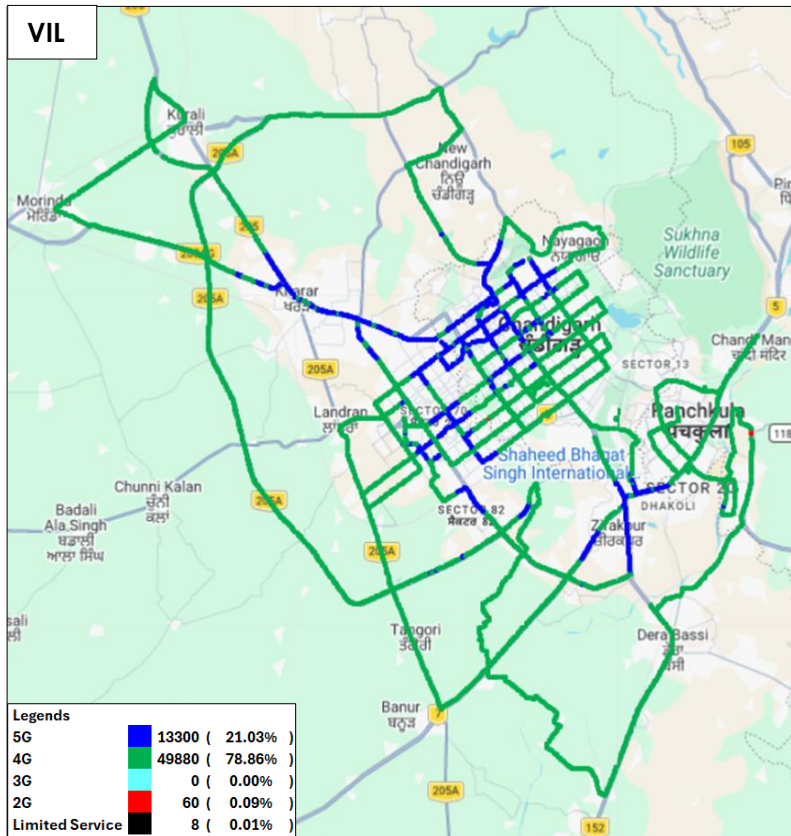 VIL
205
Kurali
ਕੁਰਾਲੀ
205A
105
New
Chandigarh
ਨਿਊ
ਚੰਡੀਗੜ੍ਹ
Morinda
ਮੋਰਿੰਡਾ
205
Nayagaon
Sukhna
Wildlife
Sanctuary
205A
Kharar
ਖਰੜ
5
Chandigarh
ਚੰਡੀਗੜ੍ਹ
Chandi Man
चंडी मंदिर
SECTOR 13
205A
Landran
ਲਾਂਡਰਾਂ
SECTOR 70
Panchkula
पंचकुला
118
Shaheed Bhagat
Singh International
Chunni Kalan
ਚੁੰਨੀ
ਕਲਾਂ
205A
SECTOR 20
DHAKOLI
SECTOR 82
ਸੈਕਟਰ 82
Zirakpur
ਜ਼ੀਰਕਪੁਰ
Badali
Ala Singh
ਬਡਾਲੀ
ਆਲਾ ਸਿੰਘ
205A
Tangori
ਤੰਗੋਰੀ
Dera Bassi
ਡੇਰਾ
ਬੱਸੀ
Banur
ਬਨੂੜ
7
205A
152
Legends
5G 13300 ( 21.03% )
4G 49880 ( 78.86% )
3G 0 ( 0.00% )
2G 60 ( 0.09% )
Limited Service 8 ( 0.01% )